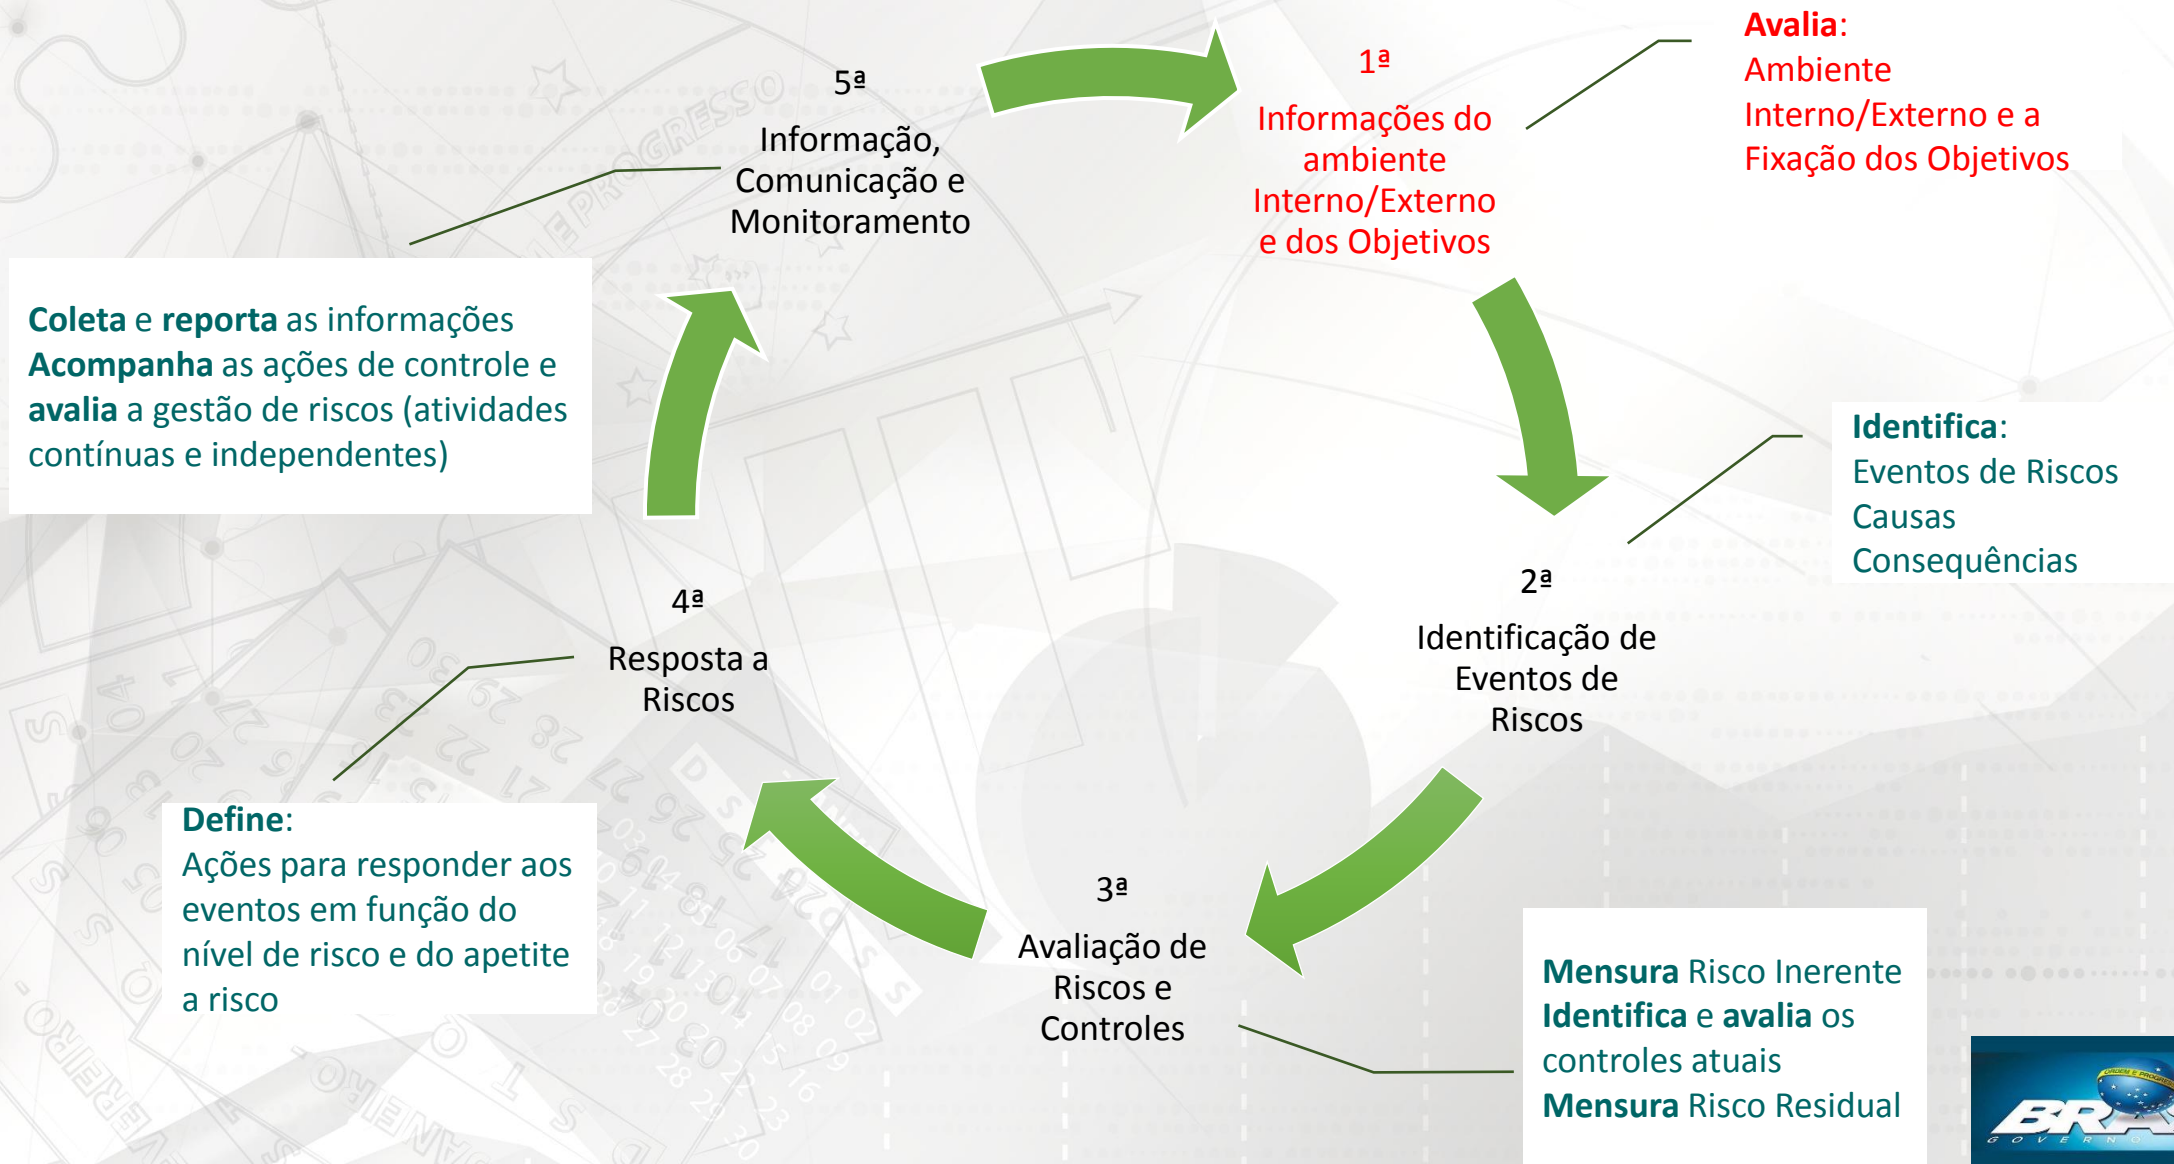 1ª
Informações do
ambiente
Interno/Externo
e dos Objetivos
Avalia:
Ambiente
Interno/Externo e a
Fixação dos Objetivos
2ª
Identificação de
Eventos de
Riscos
Identifica:
Eventos de Riscos
Causas
Consequências
3ª
Avaliação de
Riscos e
Controles
Mensura Risco Inerente
Identifica e avalia os
controles atuais
Mensura Risco Residual
4ª
Resposta a
Riscos
Define:
Ações para responder aos
eventos em função do
nível de risco e do apetite
a risco
5ª
Informação,
Comunicação e
Monitoramento
Coleta e reporta as informações
Acompanha as ações de controle e
avalia a gestão de riscos (atividades
contínuas e independentes)
GOVERNO